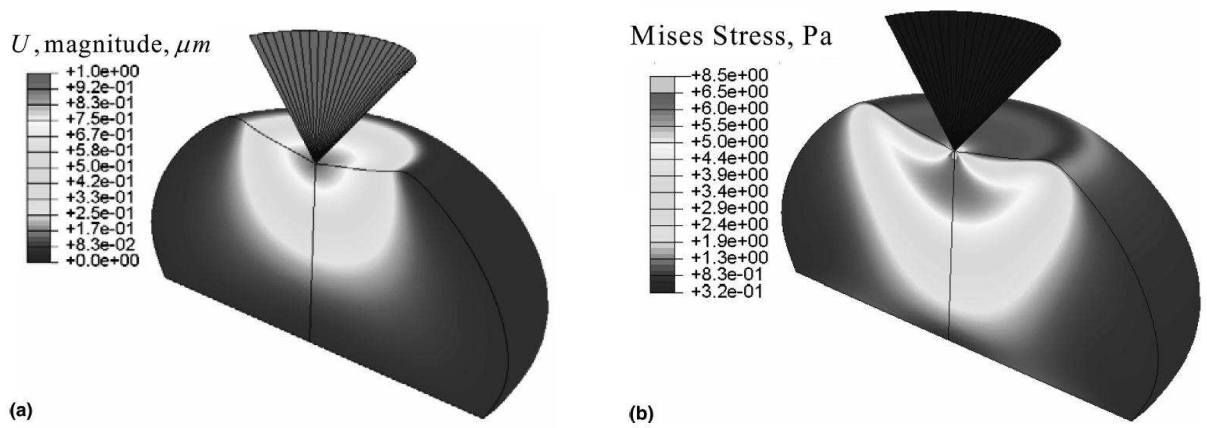 U, magnitude, μm
+1.0e+00
+9.2e-01
+8.3e-01
+7.5e-01
+6.7e-01
+5.8e-01
+5.0e-01
+4.2e-01
+3.3e-01
+2.5e-01
+1.7e-01
+8.3e-02
+0.0e+00
(a)
Mises Stress, Pa
+8.5e+00
+6.5e+00
+6.0e+00
+5.5e+00
+5.0e+00
+4.4e+00
+3.9e+00
+3.4e+00
+2.9e+00
+2.4e+00
+1.9e+00
+1.3e+00
+8.3e-01
+3.2e-01
(b)